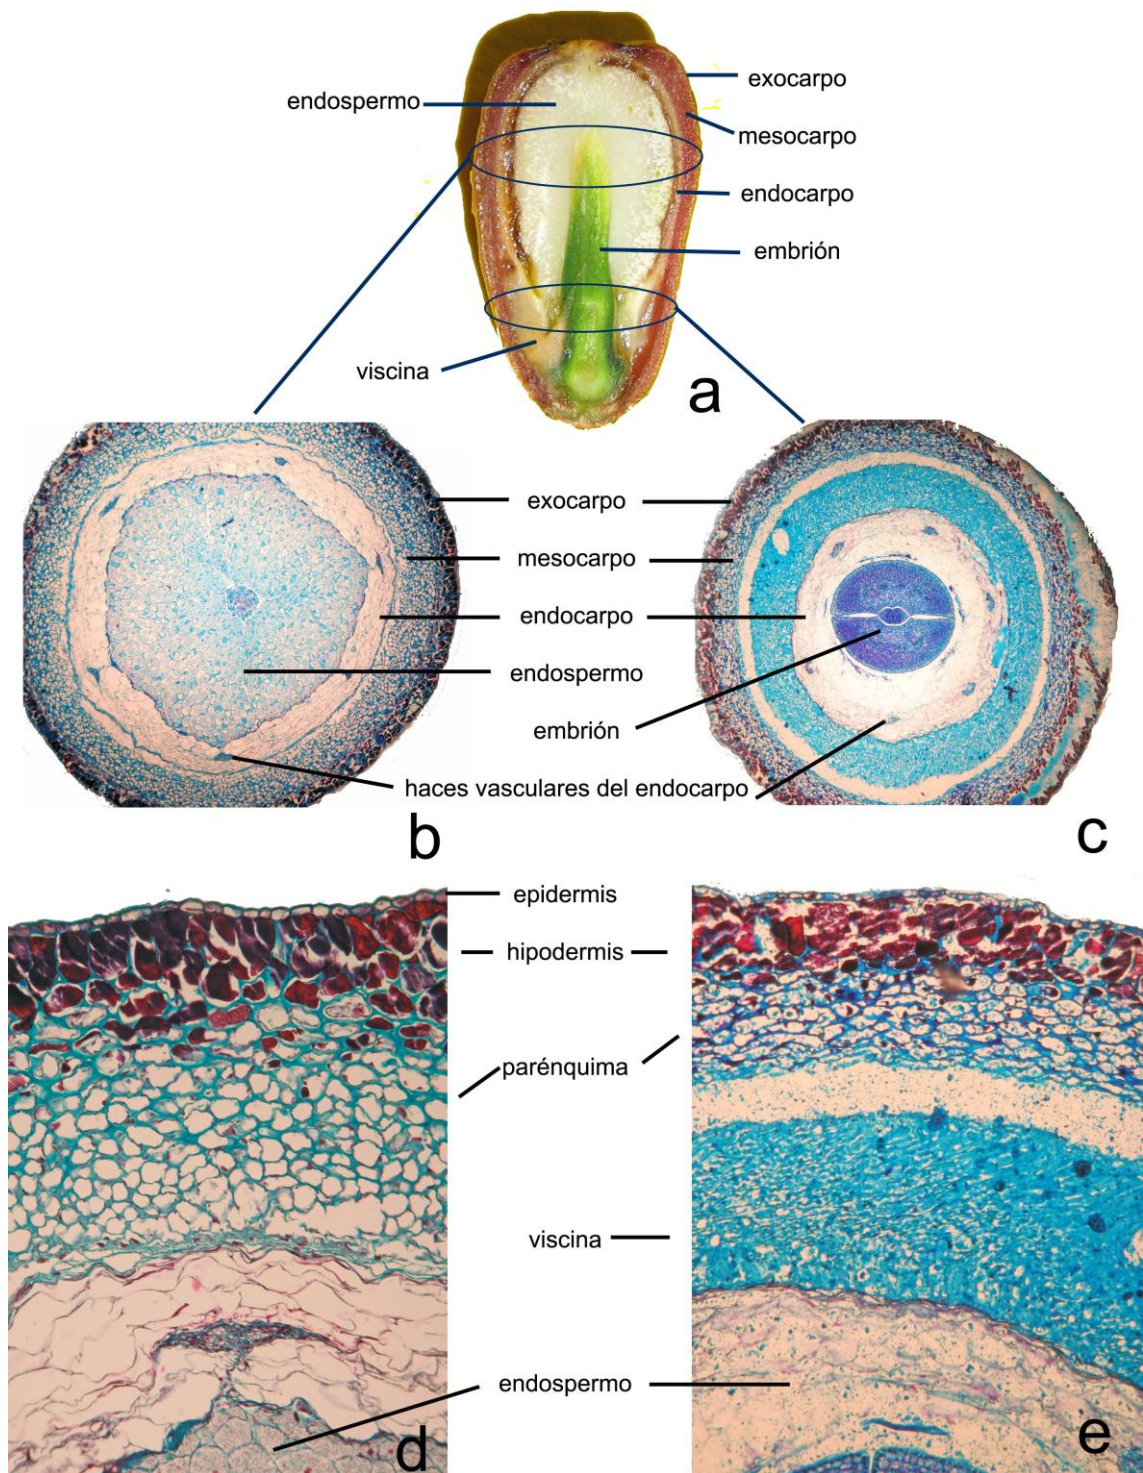 endospermo
exocarpo
mesocarpo
endocarpo
embrión
viscina
a
exocarpo
mesocarpo
endocarpo
endospermo
embrión
haces vasculares del endocarpo
b
c
epidermis
hipodermis
parénquima
viscina
endospermo
d
e